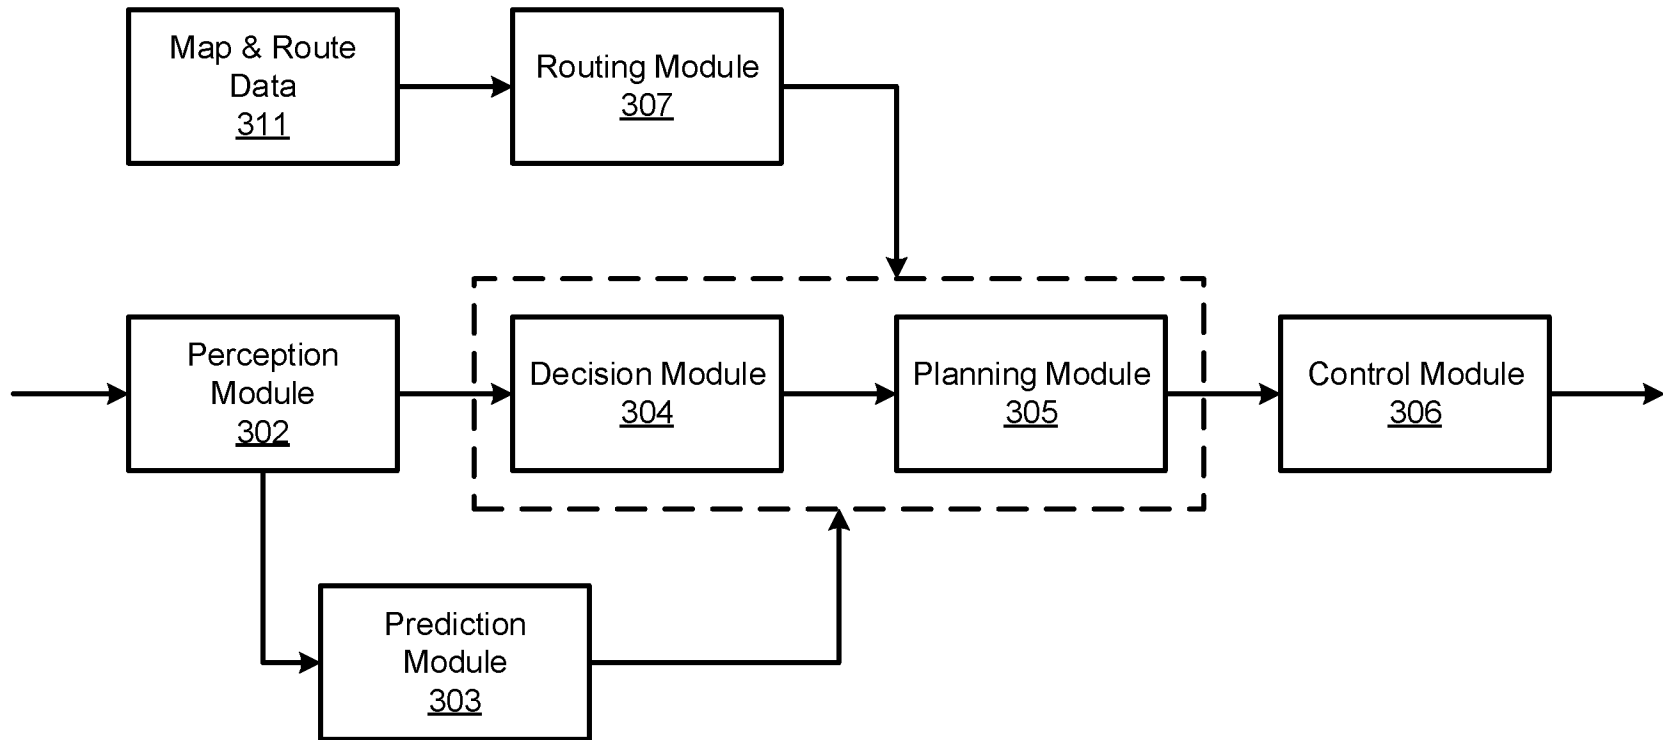 Map & Route
Data
311
Routing Module
307
Perception
Module
302
Decision Module
304
Planning Module
305
Control Module
306
Prediction
Module
303